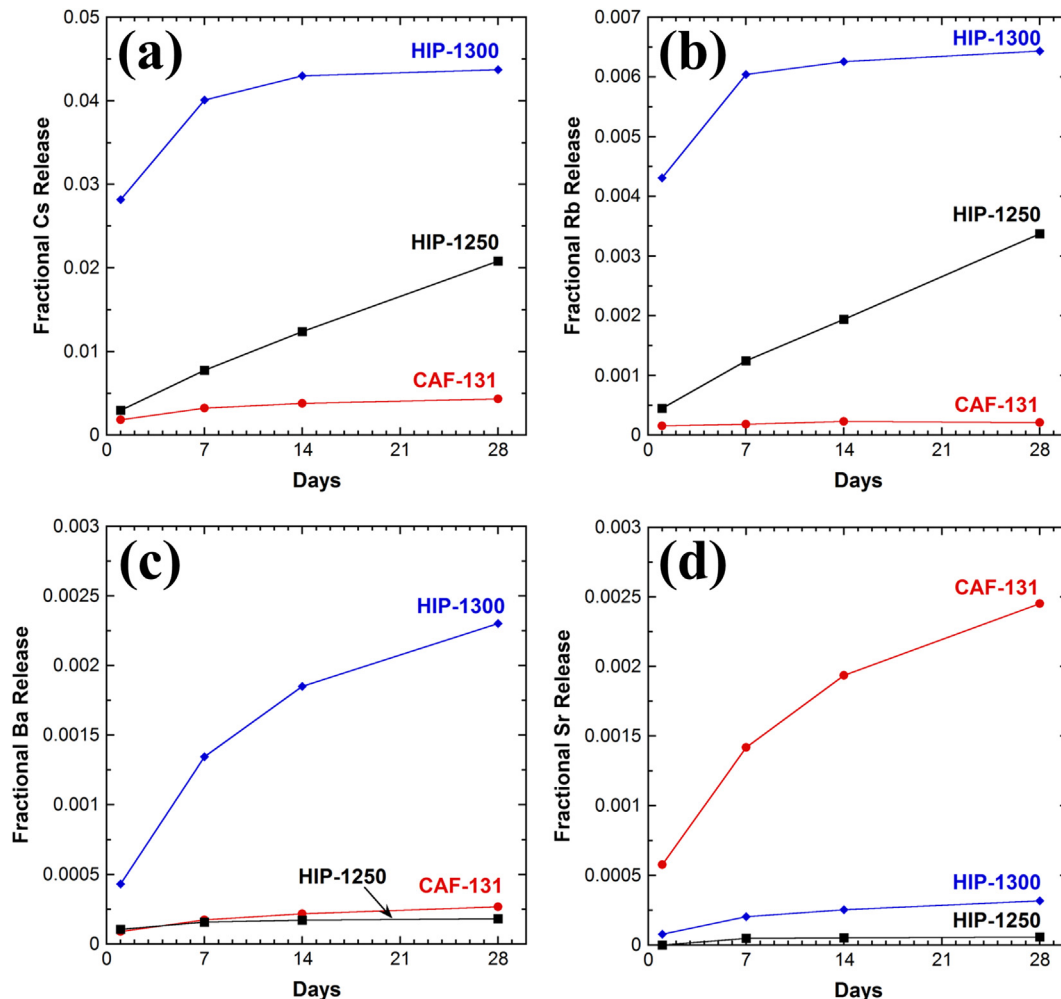 (a)
Fractional Cs Release
0.05
0.04
0.03
0.02
0.01
0
HIP-1300
HIP-1250
CAF-131
0 7 14 21 28
Days
(b)
Fractional Rb Release
0.007
0.006
0.005
0.004
0.003
0.002
0.001
0
HIP-1300
HIP-1250
CAF-131
0 7 14 21 28
Days
(c)
Fractional Ba Release
0.003
0.0025
0.002
0.0015
0.001
0.0005
0
HIP-1300
HIP-1250
CAF-131
0 7 14 21 28
Days
(d)
Fractional Sr Release
0.003
0.0025
0.002
0.0015
0.001
0.0005
0
CAF-131
HIP-1300
HIP-1250
0 7 14 21 28
Days